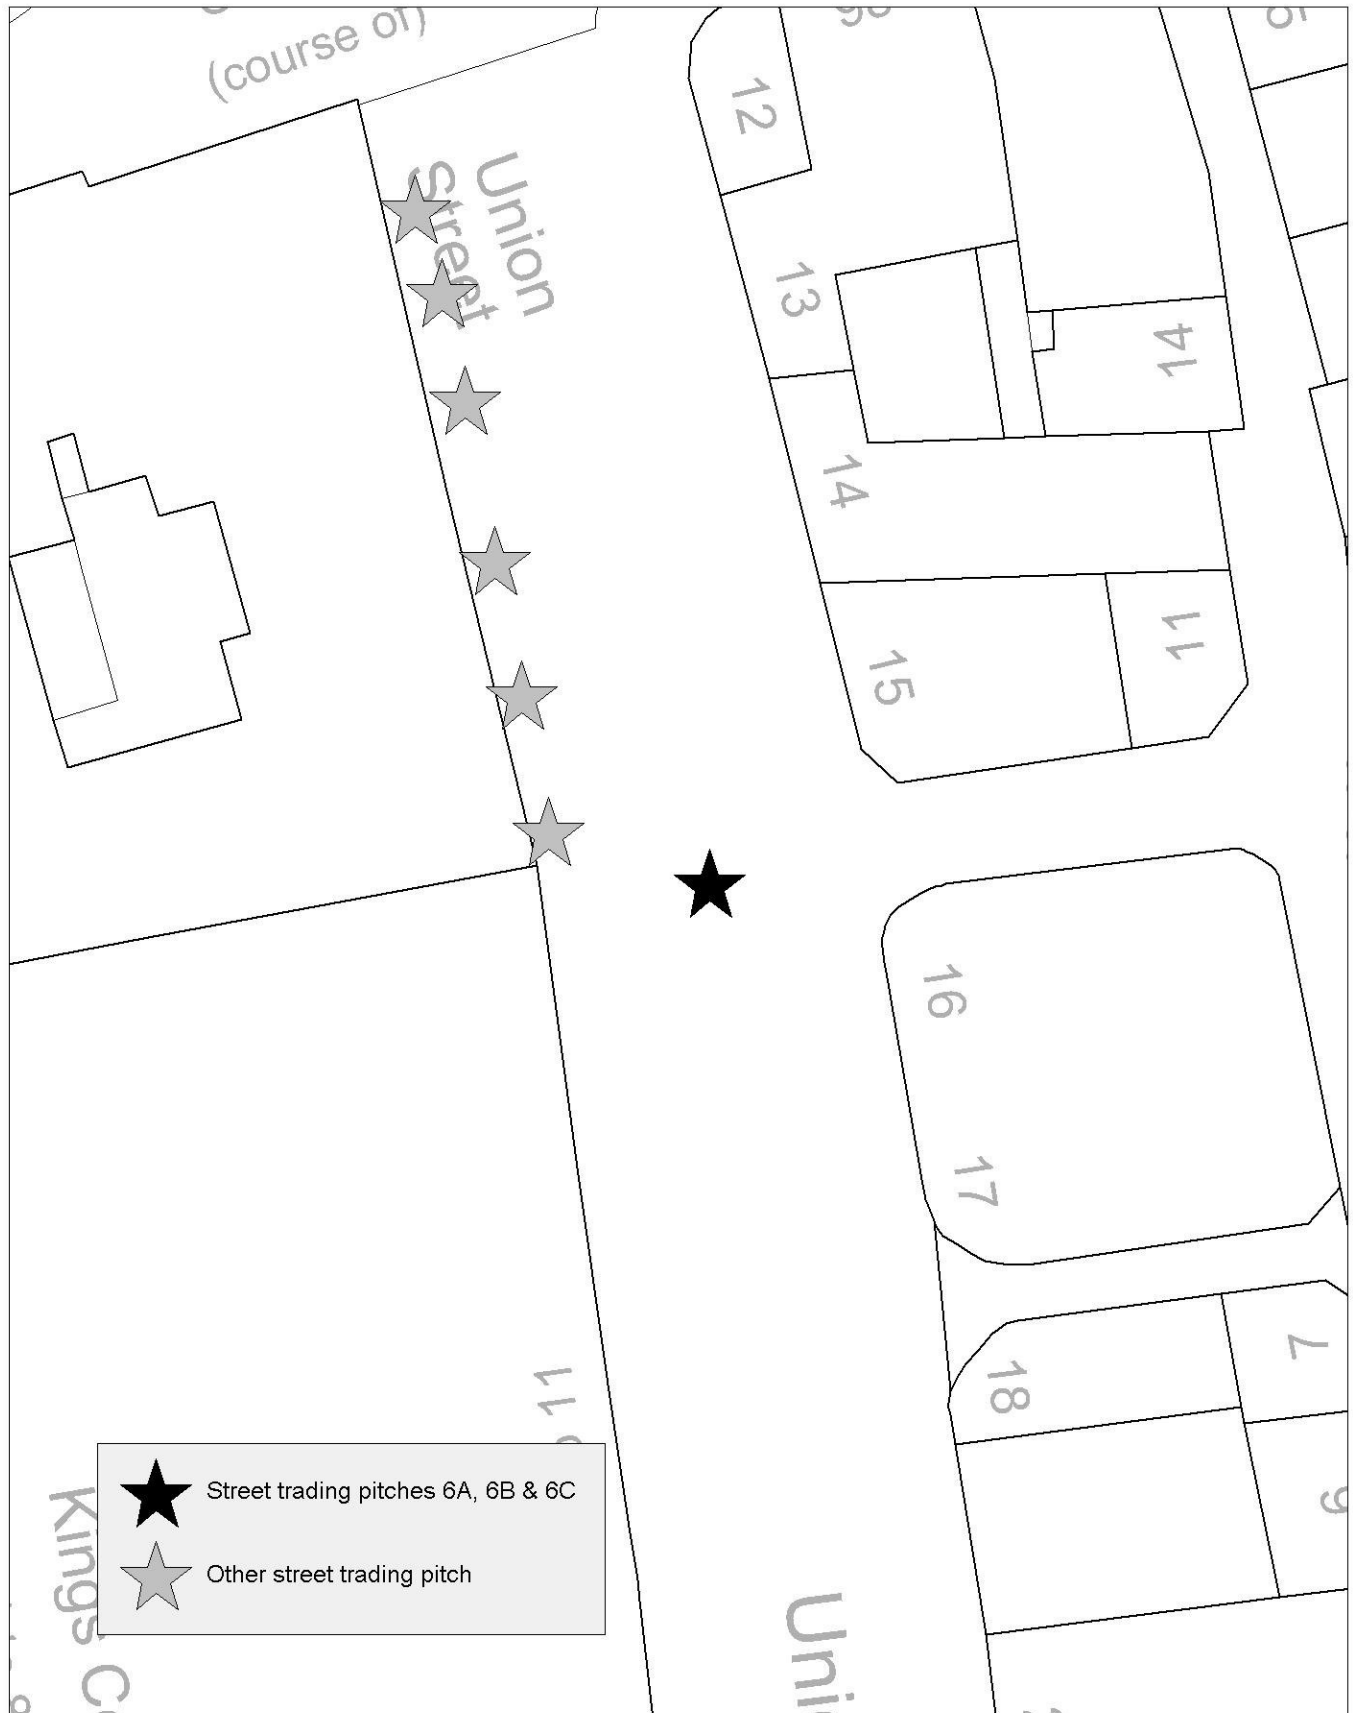 (course of)
Union
Street
12
13
14
14
15
11
16
17
18
7
9
11
Street trading pitches 6A, 6B & 6C
Other street trading pitch
Kings